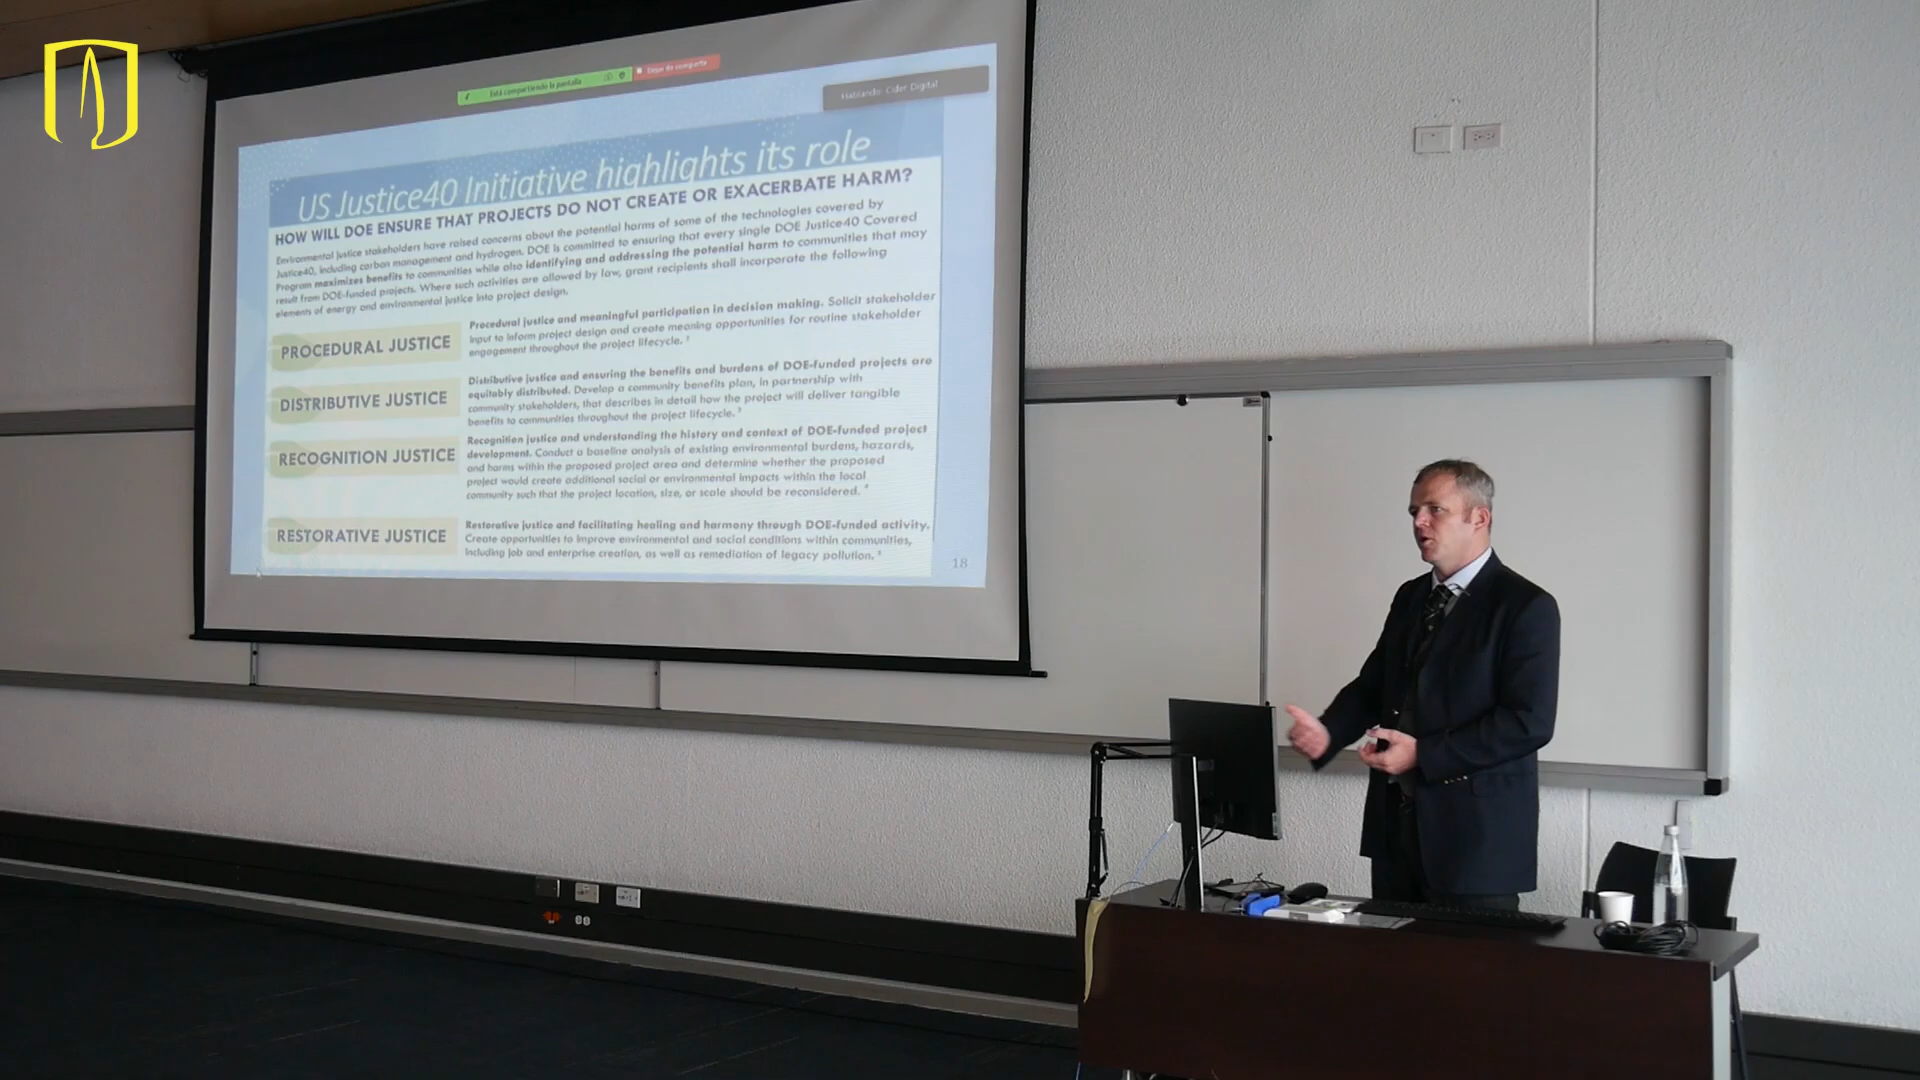 Está compartiendo la pantalla
Dejar de compartir
Hablando: Cider Digital
US Justice40 Initiative highlights its role
HOW WILL DOE ENSURE THAT PROJECTS DO NOT CREATE OR EXACERBATE HARM?
Environmental justice stakeholders have raised concerns about the potential harms of some of the technologies covered by
Justice40, including carbon management and hydrogen. DOE is committed to ensuring that every single DOE Justice40 Covered
Program maximizes benefits to communities while also identifying and addressing the potential harm to communities that may
result from DOE-funded projects. Where such activities are allowed by law, grant recipients shall incorporate the following
elements of energy and environmental justice into project design.
PROCEDURAL JUSTICE
Procedural justice and meaningful participation in decision making. Solicit stakeholder
input to inform project design and create meaning opportunities for routine stakeholder
engagement throughout the project lifecycle.
DISTRIBUTIVE JUSTICE
Distributive justice and ensuring the benefits and burdens of DOE-funded projects are
equitably distributed. Develop a community benefits plan, in partnership with
community stakeholders, that describes in detail how the project will deliver tangible
benefits to communities throughout the project lifecycle.
RECOGNITION JUSTICE
Recognition justice and understanding the history and context of DOE-funded project
development. Conduct a baseline analysis of existing environmental burdens, hazards,
and harms within the proposed project area and determine whether the proposed
project would create additional social or environmental impacts within the local
community such that the project location, size, or scale should be reconsidered.
RESTORATIVE JUSTICE
Restorative justice and facilitating healing and harmony through DOE-funded activity.
Create opportunities to improve environmental and social conditions within communities,
including job and enterprise creation, as well as remediation of legacy pollution.
18